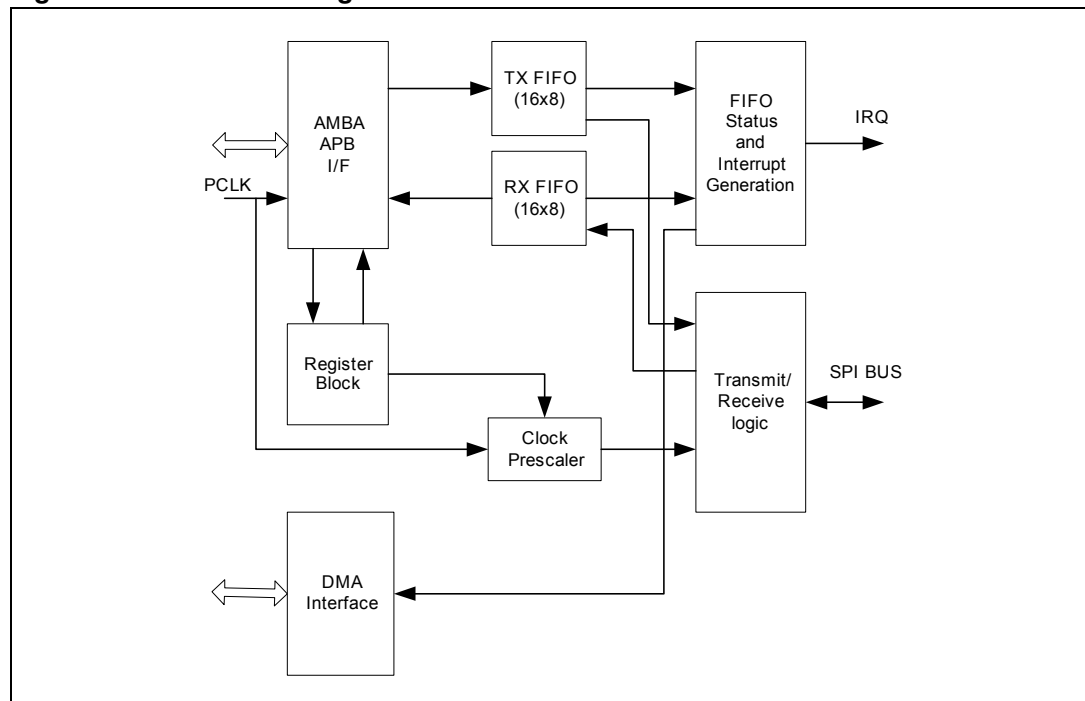 TX FIFO
(16x8)
AMBA
APB
I/F
FIFO
Status
and
Interrupt
Generation
IRQ
PCLK
RX FIFO
(16x8)
Register
Block
Transmit/
Receive
logic
SPI BUS
Clock
Prescaler
DMA
Interface